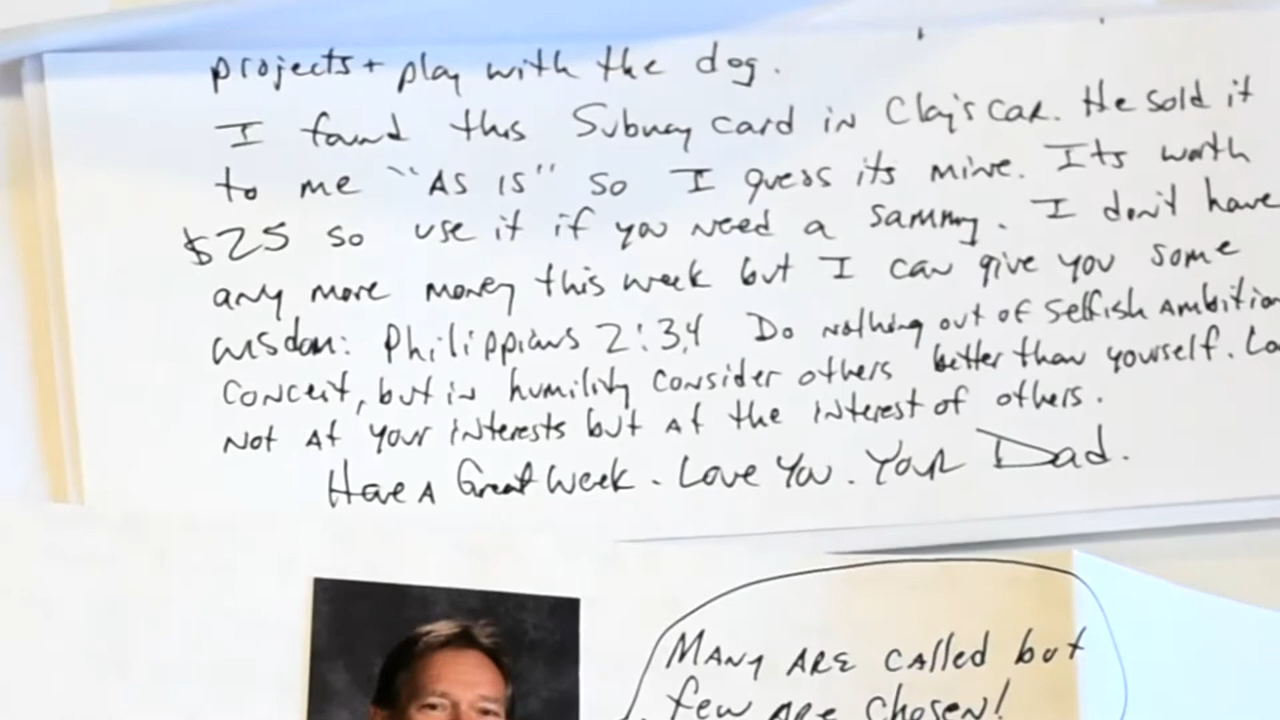 projects + play with the dog.
I found this Subway card in Clay's car. He sold it
to me "AS IS" so I guess its mine. Its worth
$25 so use it if you need a sammy. I don't have
any more money this week but I can give you some
wisdom: Philippians 2:3,4 Do nothing out of selfish ambition
conceit, but in humility consider others better than yourself. Lo
not at your interests but at the interest of others.
Have A Great Week. Love You. Your Dad.
MANY ARE called but
few are chosen!